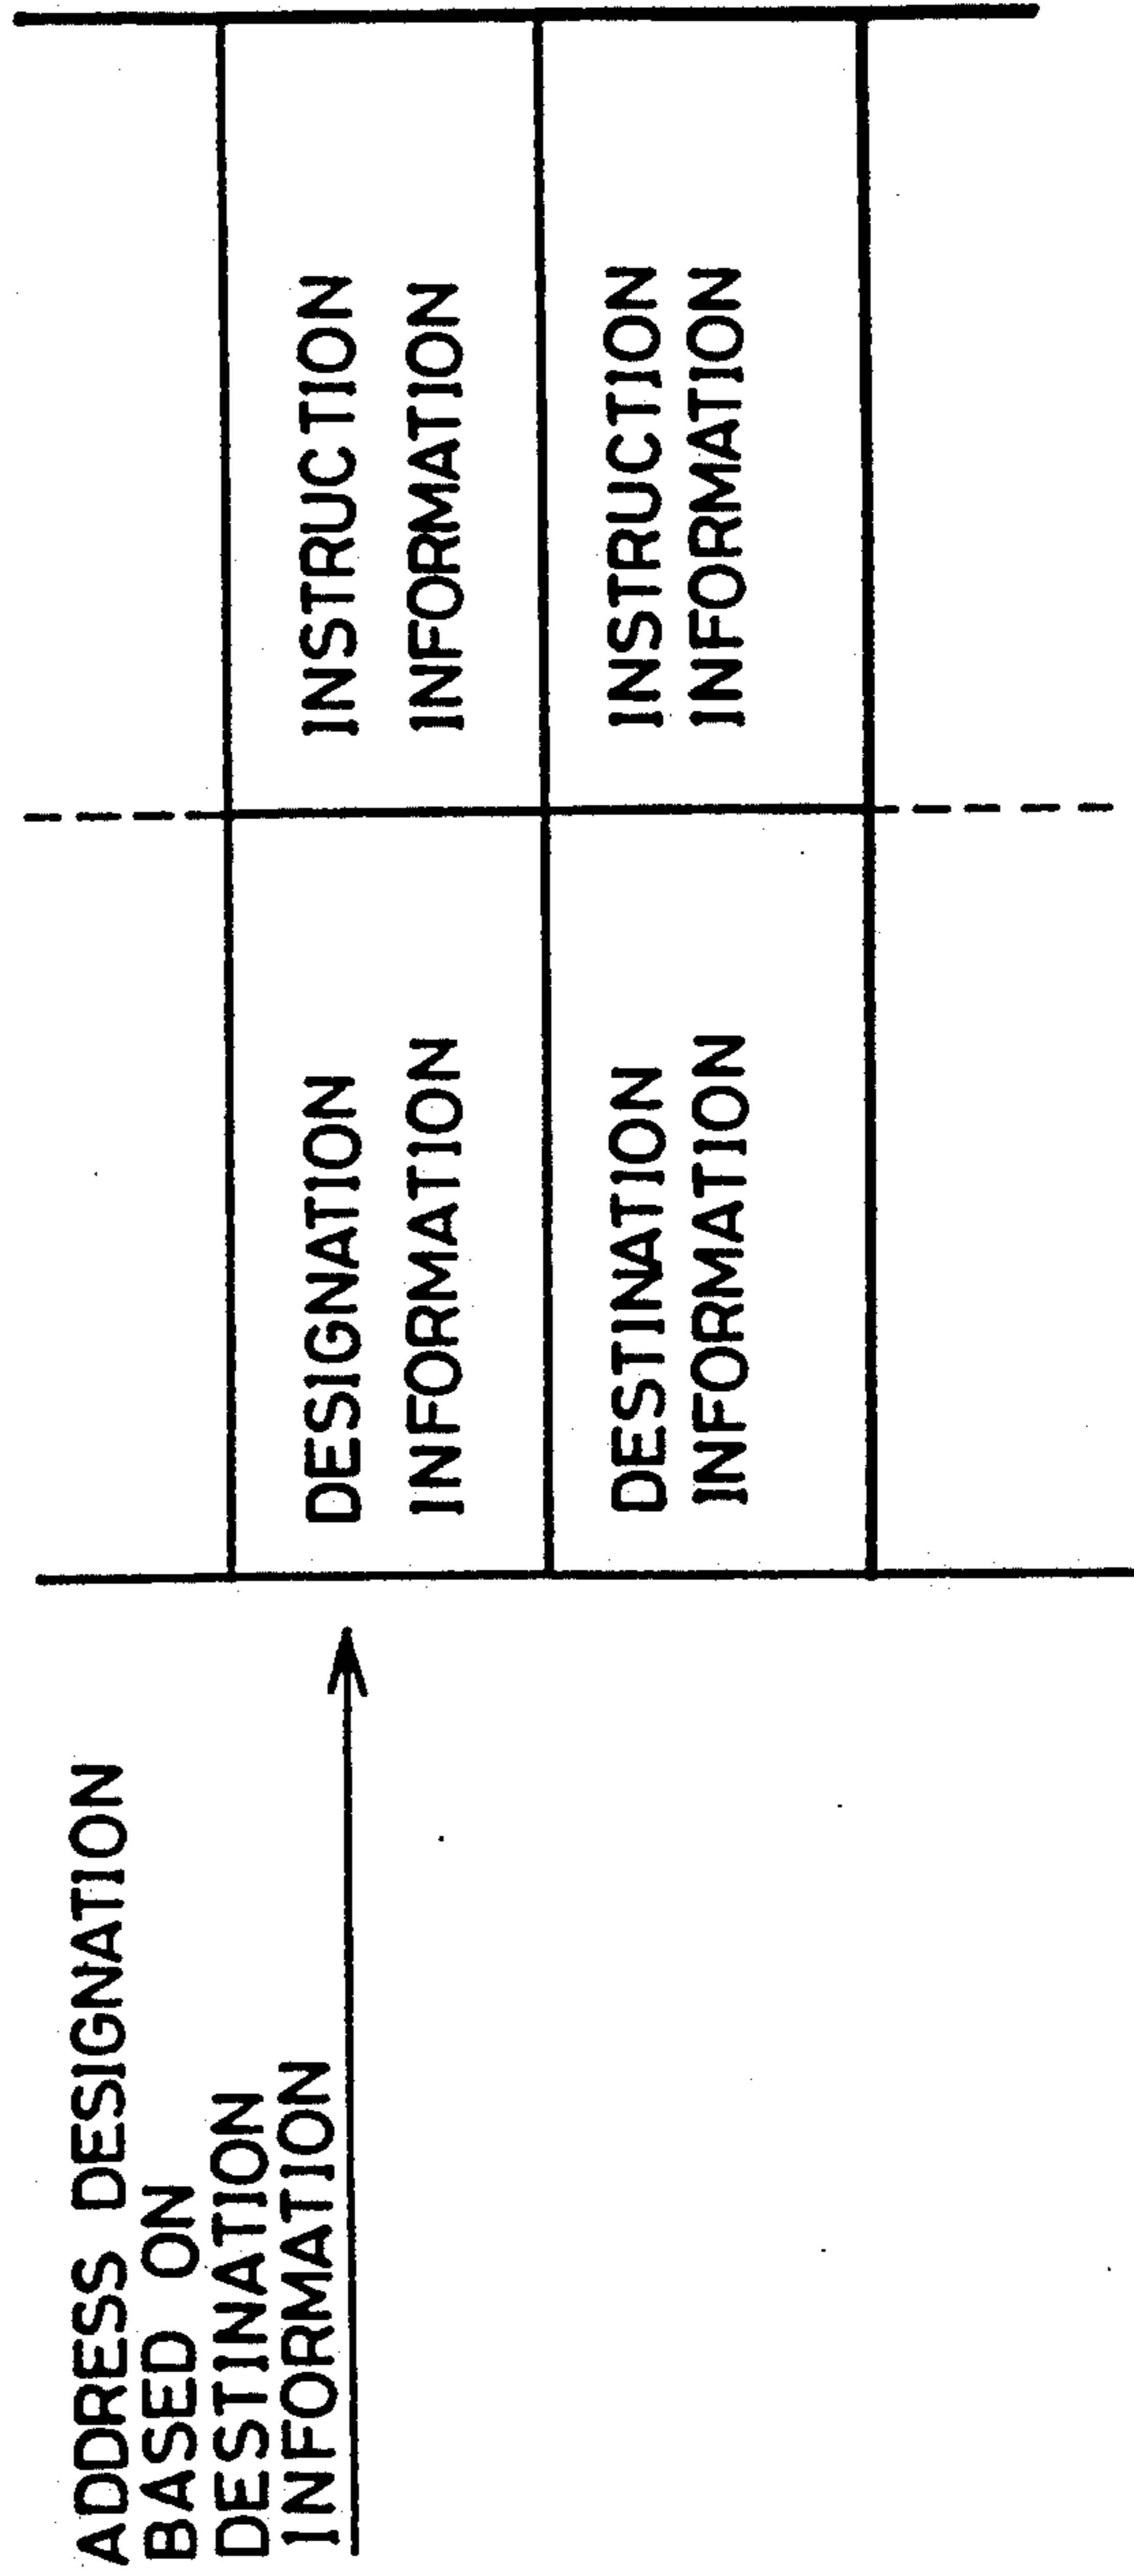 ADDRESS DESIGNATION
BASED ON
DESTINATION
INFORMATION
DESIGNATION
INFORMATION
INSTRUCTION
INFORMATION
DESTINATION
INFORMATION
INSTRUCTION
INFORMATION